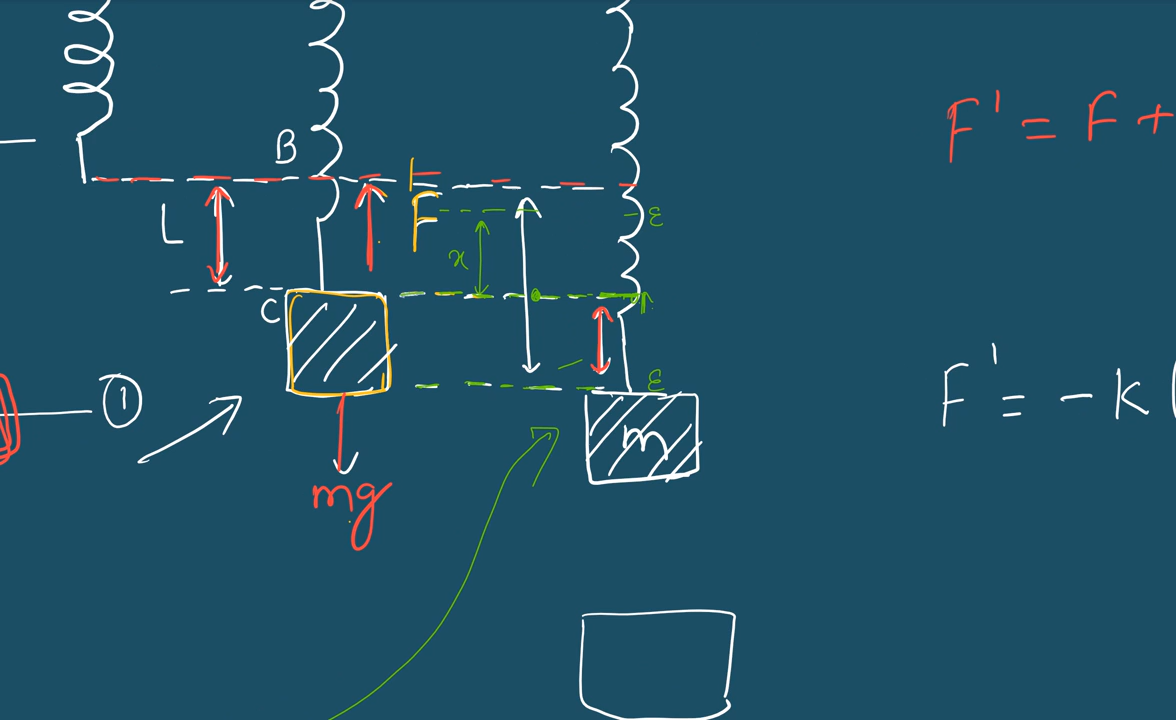 F' = F +
B
L
F
x
ε
C
F' = - K (
①
ε
m
mg